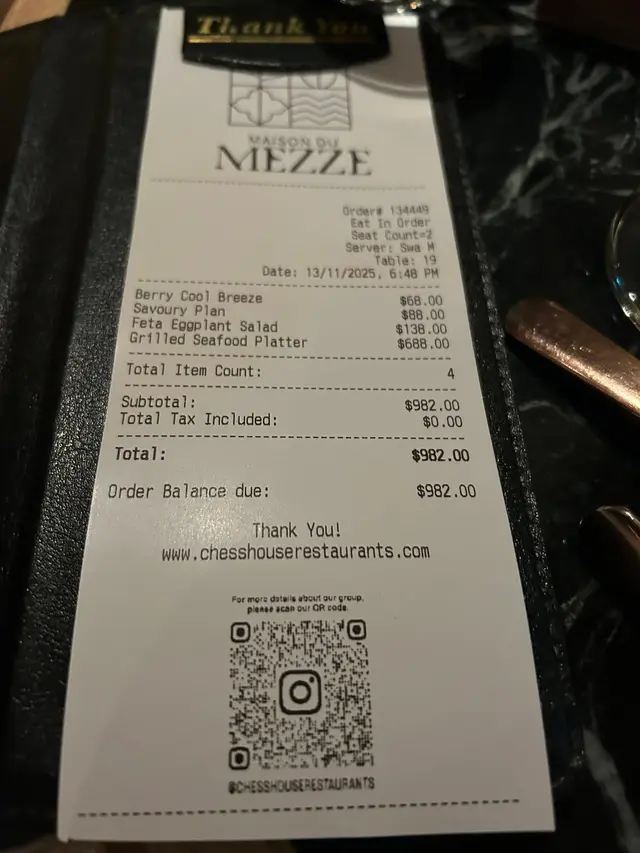 Thank You
MAISON DU
MEZZE
Order# 134449
Eat In Order
Seat Count=2
Server: Swa M
Table: 19
Date: 13/11/2025, 6:48 PM
Berry Cool Breeze $68.00
Savoury Plan $88.00
Feta Eggplant Salad $138.00
Grilled Seafood Platter $688.00
Total Item Count: 4
Subtotal: $982.00
Total Tax Included: $0.00
Total: $982.00
Order Balance due: $982.00
Thank You!
www.chesshouserestaurants.com
For more details about our group,
please scan our QR code.
@CHESSHOUSERESTAURANTS